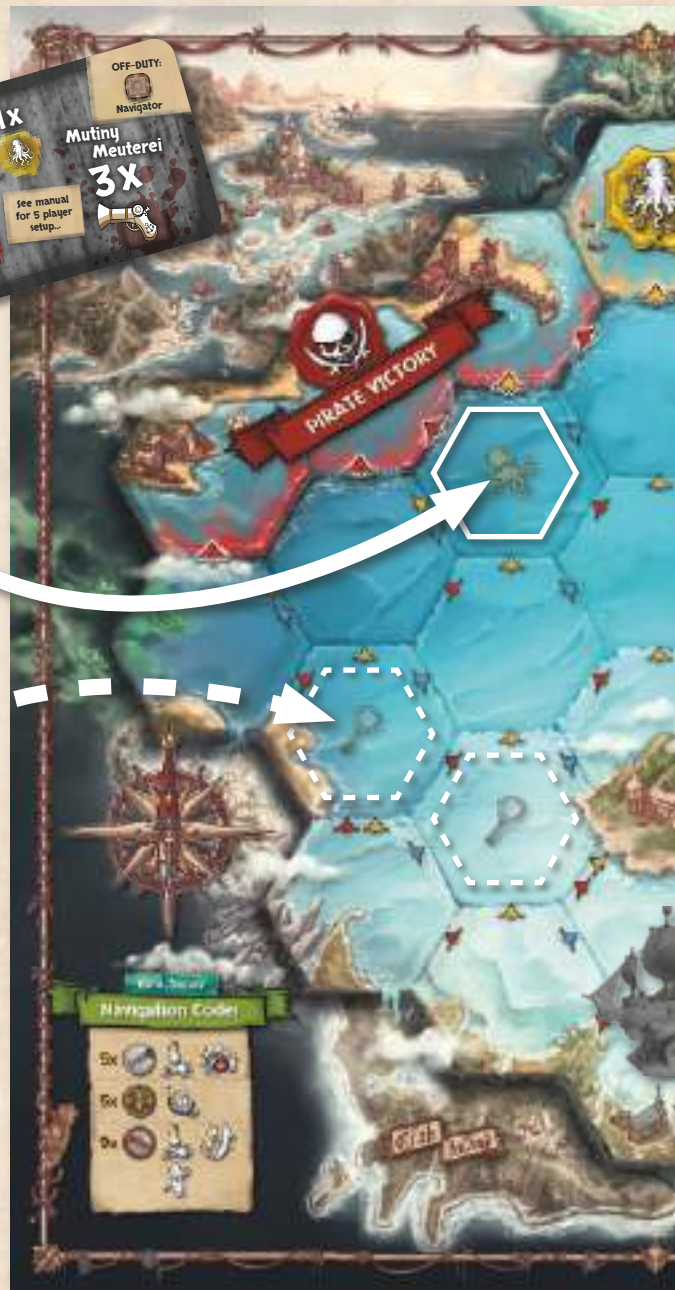 1x
OFF-DUTY:
Navigator
Mutiny
Meuterei
3x
See manual
for 5 player
setup...
PIRATE VICTORY
Navigation Code:
5x
5x
9x